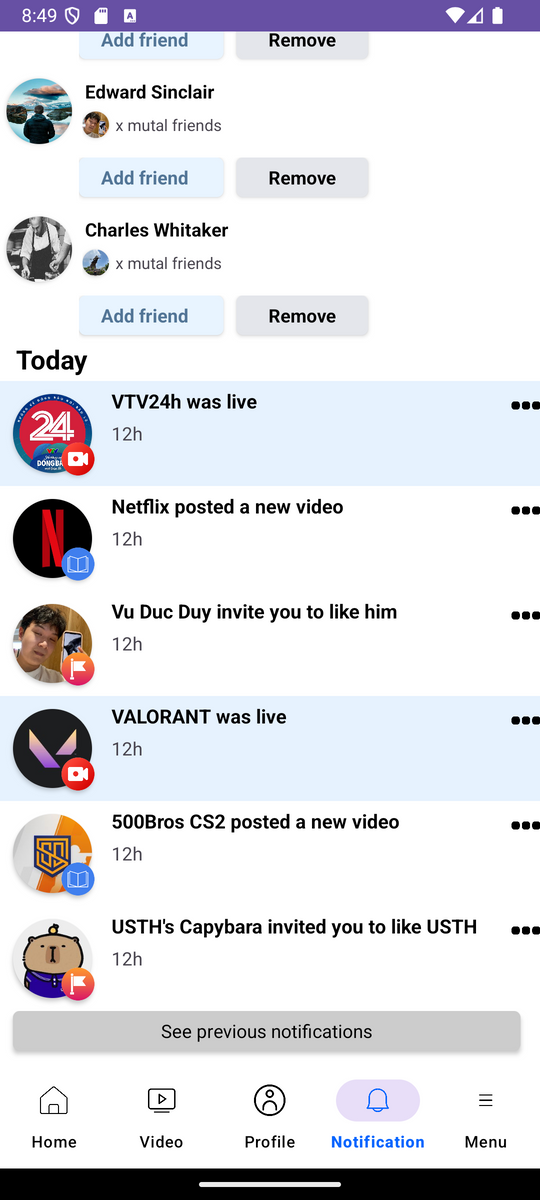 8:49
Add friend Remove
Edward Sinclair
x mutal friends
Add friend Remove
Charles Whitaker
x mutal friends
Add friend Remove
Today
VTV24h was live
12h
24
Netflix posted a new video
12h
Vu Duc Duy invite you to like him
12h
VALORANT was live
12h
500Bros CS2 posted a new video
12h
USTH's Capybara invited you to like USTH
12h
See previous notifications
Home Video Profile Notification Menu